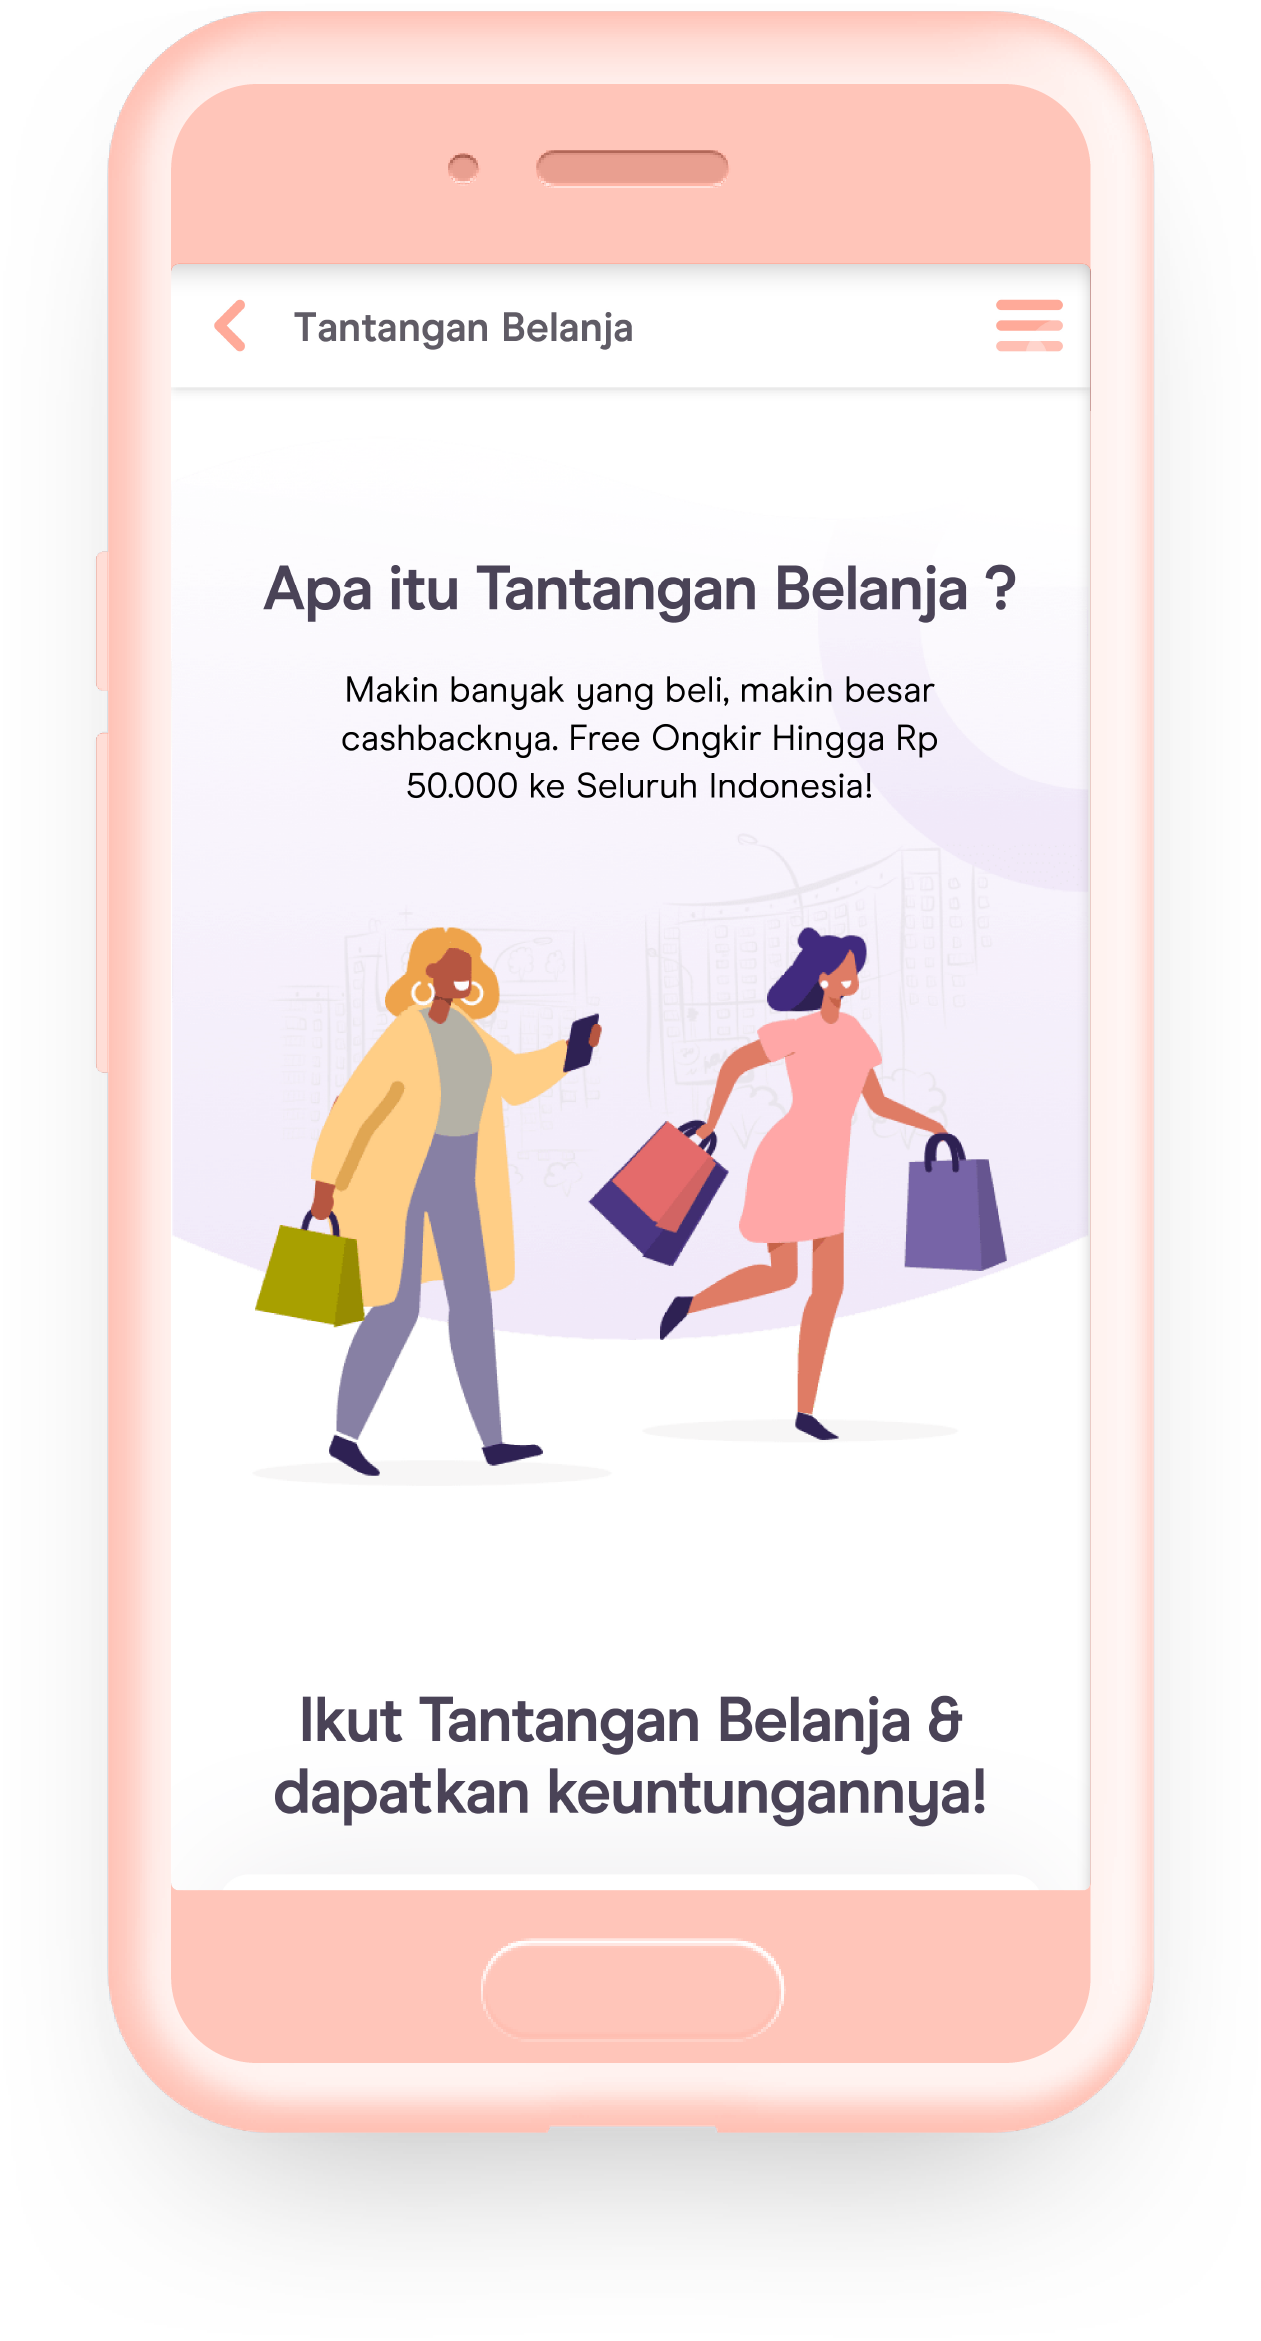 Tantangan Belanja
Apa itu Tantangan Belanja ?
Makin banyak yang beli, makin besar
cashbacknya. Free Ongkir Hingga Rp
50.000 ke Seluruh Indonesia!
Ikut Tantangan Belanja &
dapatkan keuntungannya!